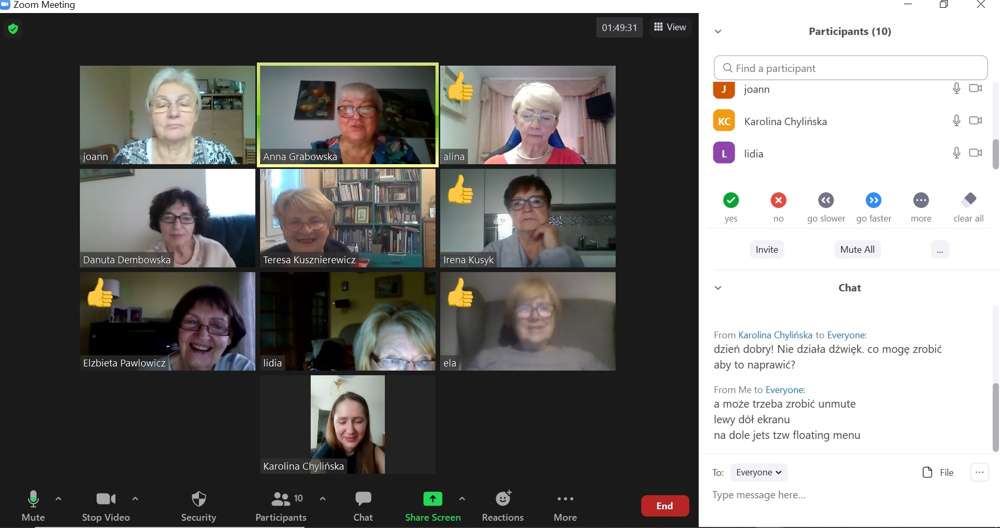 Zoom Meeting
01:49:31
View
joann
Anna Grabowska
alina
Danuta Dembowska
Teresa Kusznierewicz
Irena Kusyk
Elzbieta Pawlowicz
lidia
ela
Karolina Chylińska
Mute
Stop Video
Security
Participants
10
Chat
Share Screen
Reactions
More
End
Participants (10)
Find a participant
J
joann
KC
Karolina Chylińska
L
lidia
yes
no
go slower
go faster
more
clear all
Invite
Mute All
...
Chat
From Karolina Chylińska to Everyone:
dzień dobry! Nie działa dźwięk. co mogę zrobić
aby to naprawić?
From Me to Everyone:
a może trzeba zrobić unmute
lewy dół ekranu
na dole jets tzw floating menu
To: Everyone
File
Type message here...